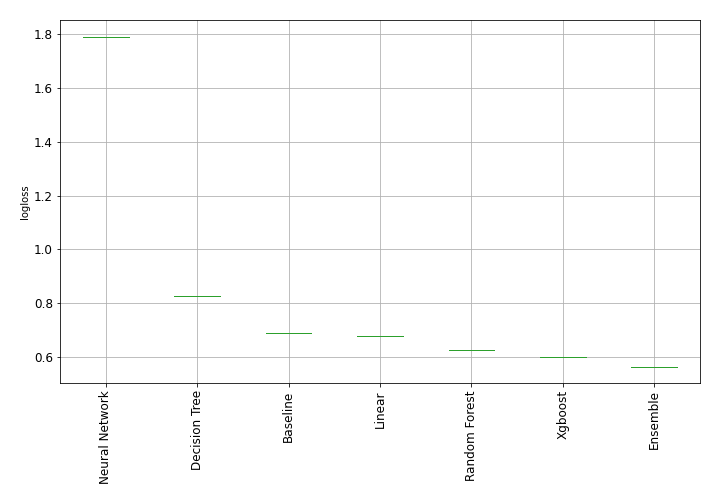 1.8
1.6
1.4
1.2
1.0
0.8
0.6
logloss
Neural Network
Decision Tree
Baseline
Linear
Random Forest
Xgboost
Ensemble